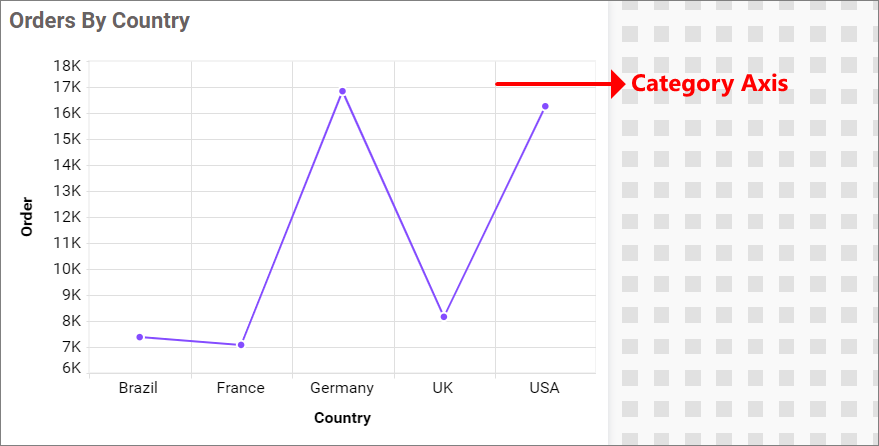 Orders By Country
18K
17K
Category Axis
16K
15K
14K
13K
12K
Order
11K
10K
9K
8K
7K
6K
Brazil France Germany UK USA
Country